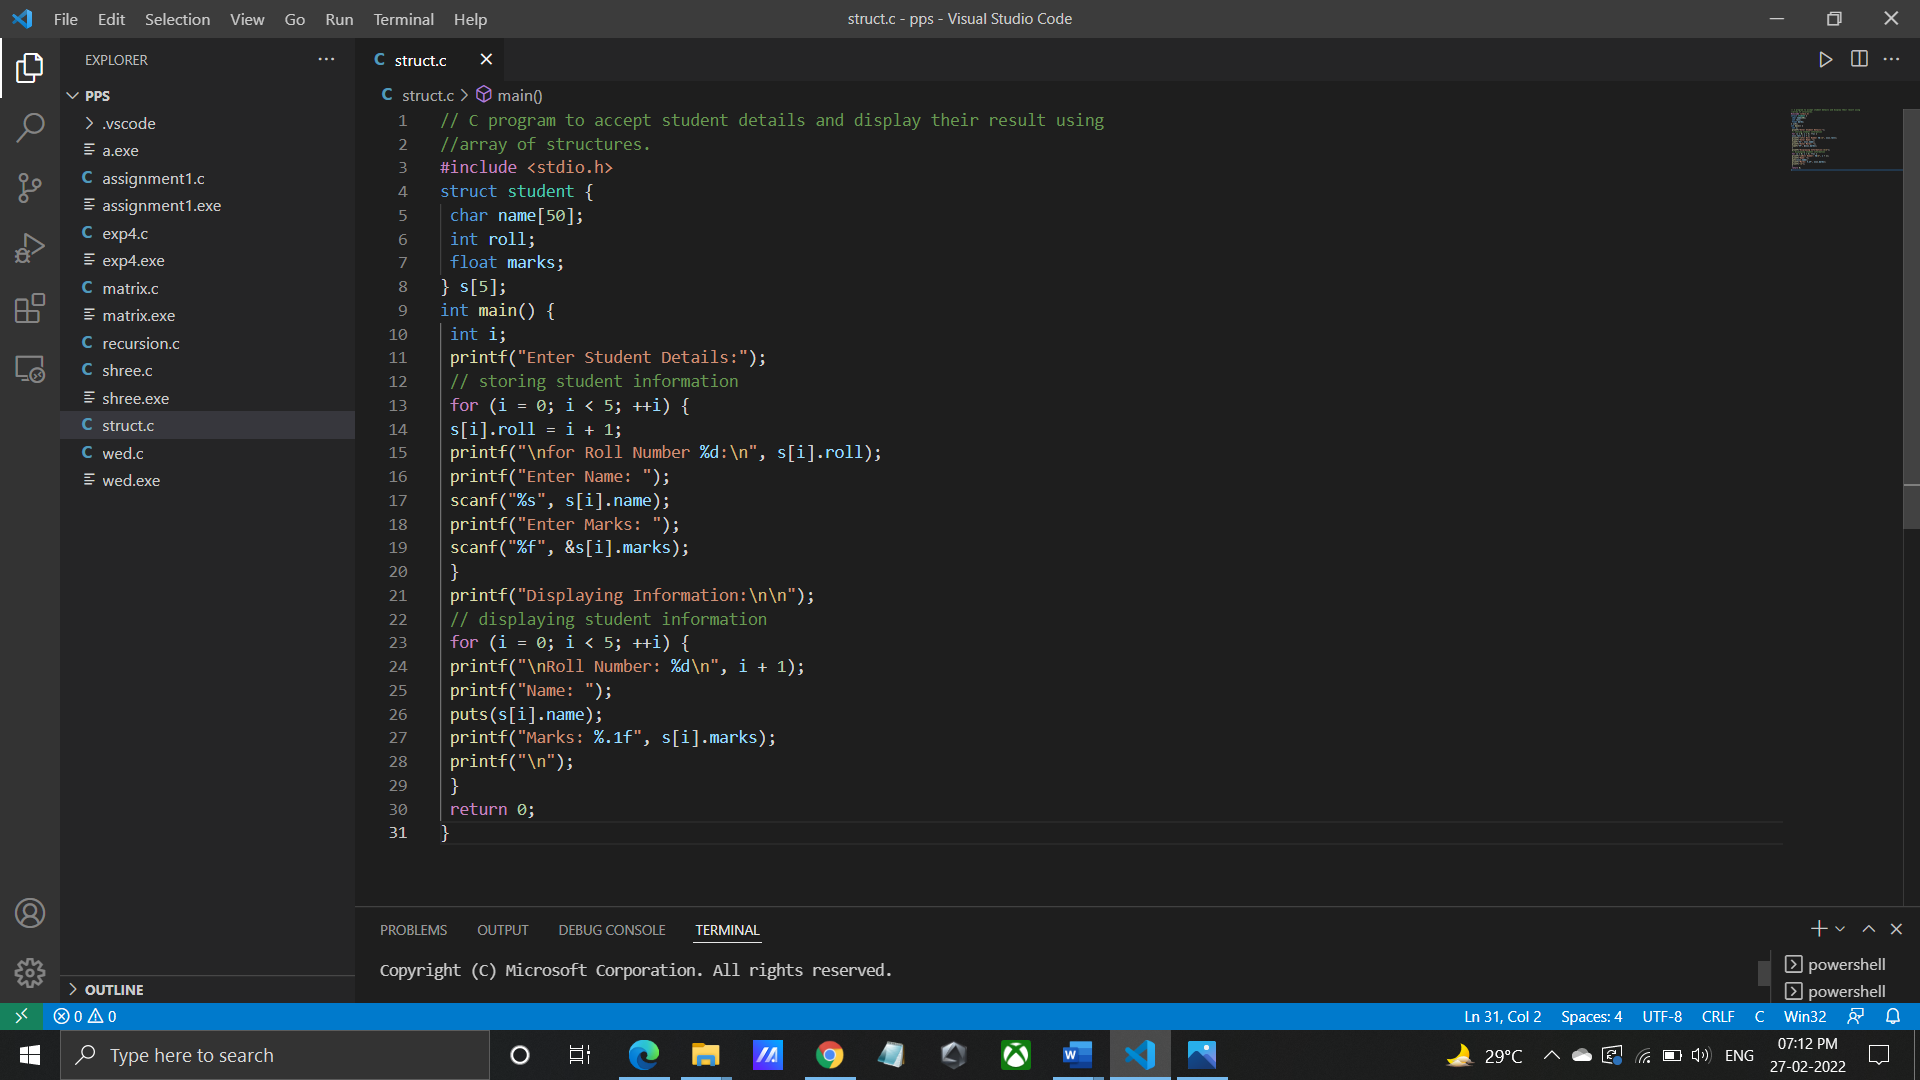 File Edit Selection View Go Run Terminal Help
struct.c - pps - Visual Studio Code
EXPLORER
PPS
.vscode
a.exe
C assignment1.c
assignment1.exe
C exp4.c
exp4.exe
C matrix.c
matrix.exe
C recursion.c
C shree.c
shree.exe
C struct.c
C wed.c
wed.exe
OUTLINE
C struct.c
C struct.c > main()
1 // C program to accept student details and display their result using
2 //array of structures.
3 #include <stdio.h>
4 struct student {
5 char name[50];
6 int roll;
7 float marks;
8 } s[5];
9 int main() {
10 int i;
11 printf("Enter Student Details:");
12 // storing student information
13 for (i = 0; i < 5; ++i) {
14 s[i].roll = i + 1;
15 printf("\nfor Roll Number %d:\n", s[i].roll);
16 printf("Enter Name: ");
17 scanf("%s", s[i].name);
18 printf("Enter Marks: ");
19 scanf("%f", &s[i].marks);
20 }
21 printf("Displaying Information:\n\n");
22 // displaying student information
23 for (i = 0; i < 5; ++i) {
24 printf("\nRoll Number: %d\n", i + 1);
25 printf("Name: ");
26 puts(s[i].name);
27 printf("Marks: %.1f", s[i].marks);
28 printf("\n");
29 }
30 return 0;
31 }
PROBLEMS OUTPUT DEBUG CONSOLE TERMINAL
Copyright (C) Microsoft Corporation. All rights reserved.
powershell
powershell
0 0
Ln 31, Col 2 Spaces: 4 UTF-8 CRLF C Win32
Type here to search
29°C
ENG
07:12 PM
27-02-2022